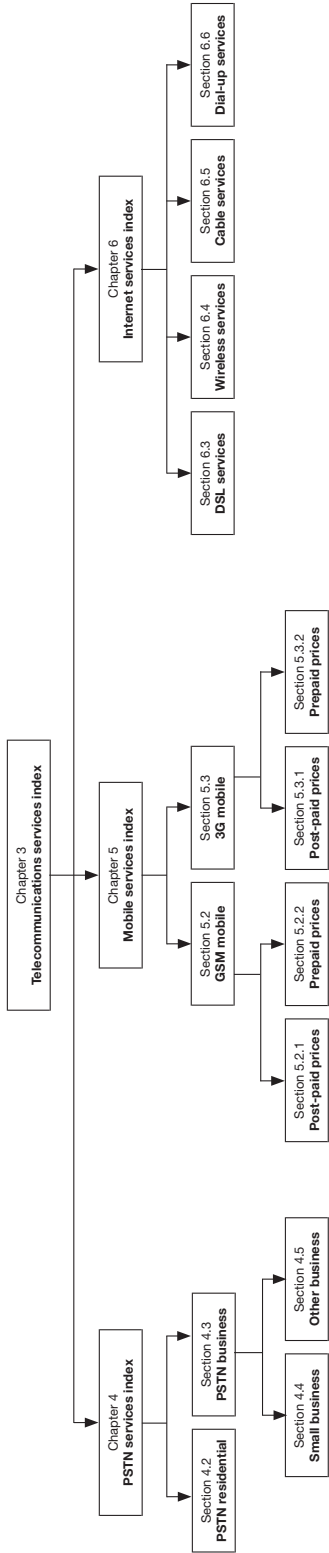 Chapter 3
Telecommunications services index
Chapter 4
PSTN services index
Chapter 5
Mobile services index
Chapter 6
Internet services index
Section 4.2
PSTN residential
Section 4.3
PSTN business
Section 5.2
GSM mobile
Section 5.3
3G mobile
Section 6.3
DSL services
Section 6.4
Wireless services
Section 6.5
Cable services
Section 6.6
Dial-up services
Section 4.4
Small business
Section 4.5
Other business
Section 5.2.1
Post-paid prices
Section 5.2.2
Prepaid prices
Section 5.3.1
Post-paid prices
Section 5.3.2
Prepaid prices